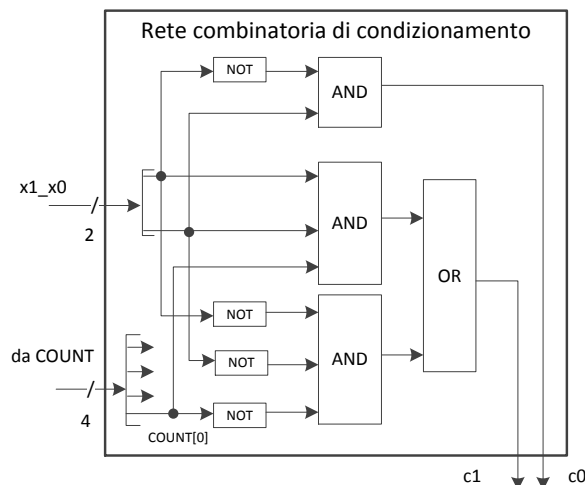 Rete combinatoria di condizionamento
NOT
AND
x1_x0
2
AND
OR
NOT
da COUNT
NOT
AND
4
NOT
COUNT[0]
c1
c0